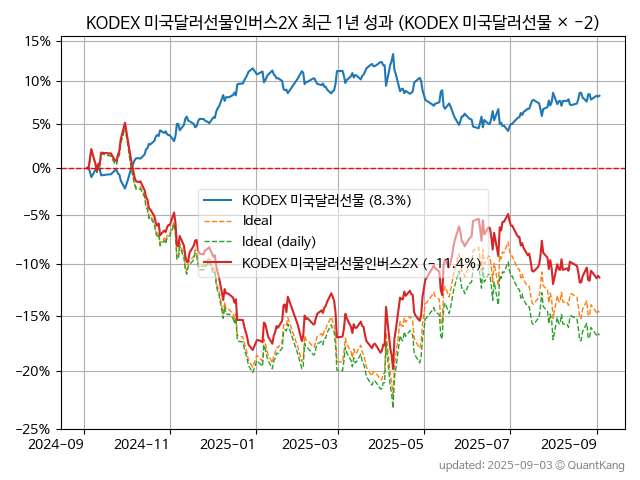 KODEX 미국달러선물인버스2X 최근 1년 성과 (KODEX 미국달러선물 × −2)
15%
10%
5%
0%
−5%
−10%
−15%
−20%
−25%
KODEX 미국달러선물 (8.3%)
Ideal
Ideal (daily)
KODEX 미국달러선물인버스2X (−11.4%)
2024-09
2024-11
2025-01
2025-03
2025-05
2025-07
2025-09
updated: 2025-09-03 © QuantKang